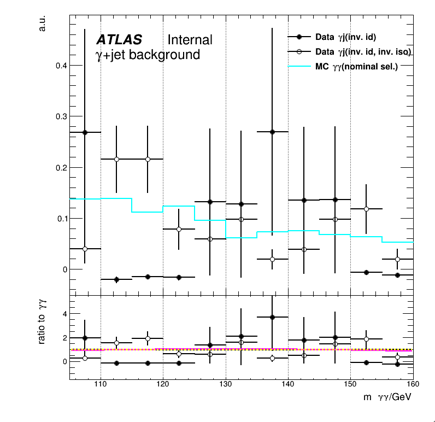 a.u.
ATLAS Internal
γ+jet background
Data γj(inv. id)
Data γj(inv. id, inv. iso)
MC γγ(nominal sel.)
0.4
0.3
0.2
0.1
0
ratio to γγ
4
2
0
110 120 130 140 150 160
m γγ/GeV